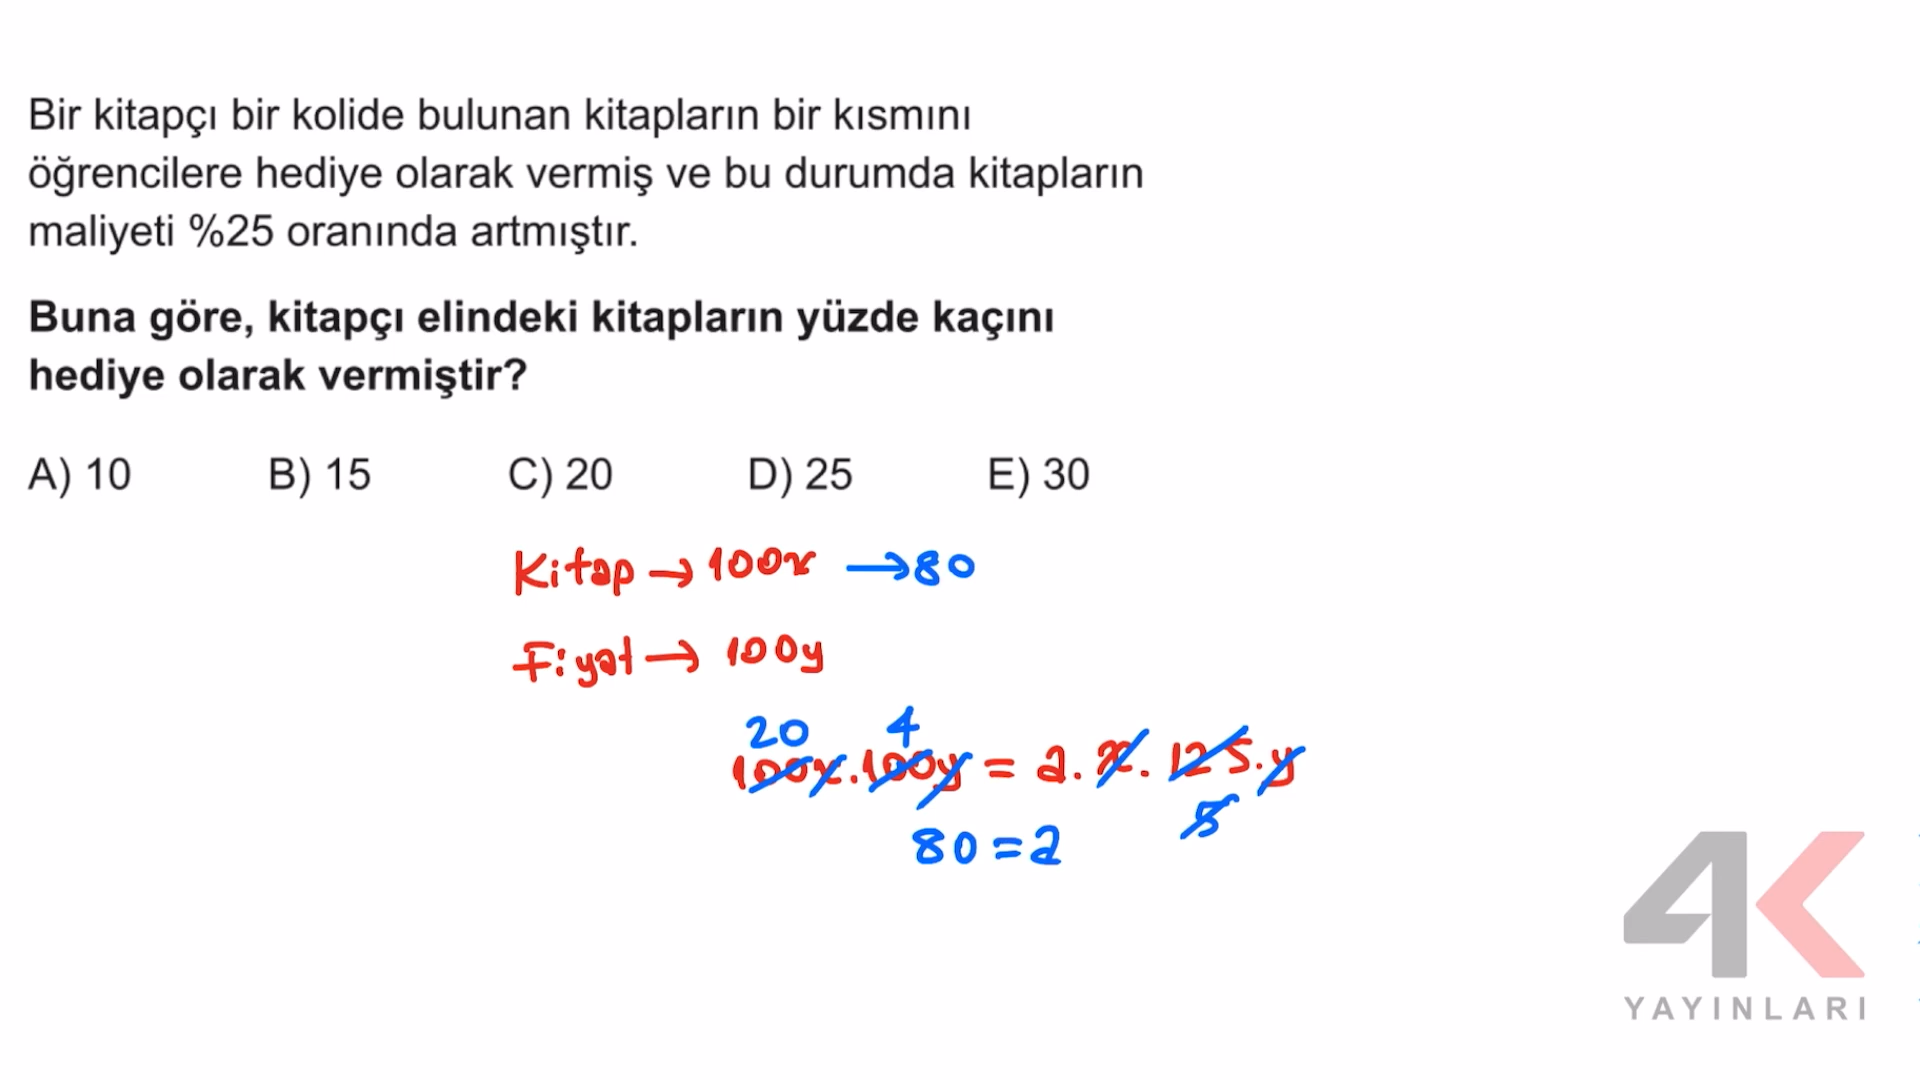 Bir kitapçı bir kolide bulunan kitapların bir kısmını
öğrencilere hediye olarak vermiş ve bu durumda kitapların
maliyeti %25 oranında artmıştır.
Buna göre, kitapçı elindeki kitapların yüzde kaçını
hediye olarak vermiştir?
A) 10 B) 15 C) 20 D) 25 E) 30
Kitap → 100x → 80
Fiyat → 100y
20 4
100x.100y = a.x.125.y
5
80 = a
4K
YAYINLARI